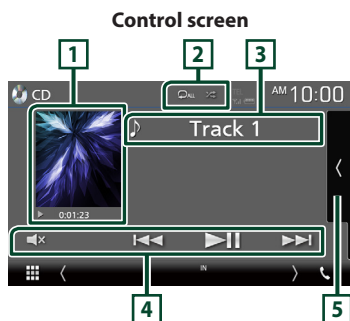 Control screen
1 2 3
CD ALL AM 10:00
Track 1
0:01:23
IN
4 5